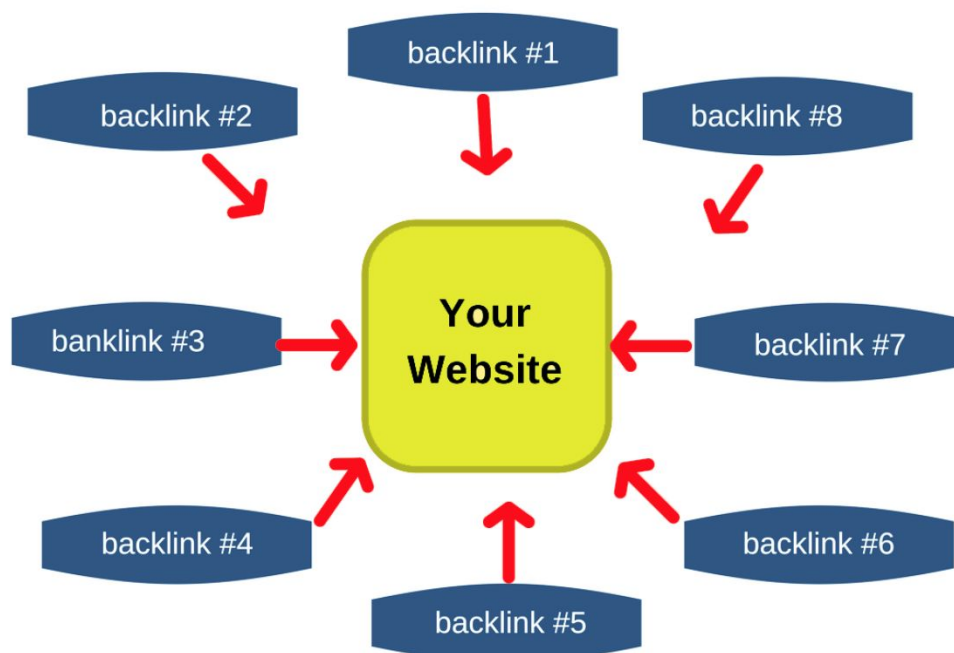 backlink #1
backlink #2
backlink #8
Your
Website
banklink #3
backlink #7
backlink #4
backlink #6
backlink #5